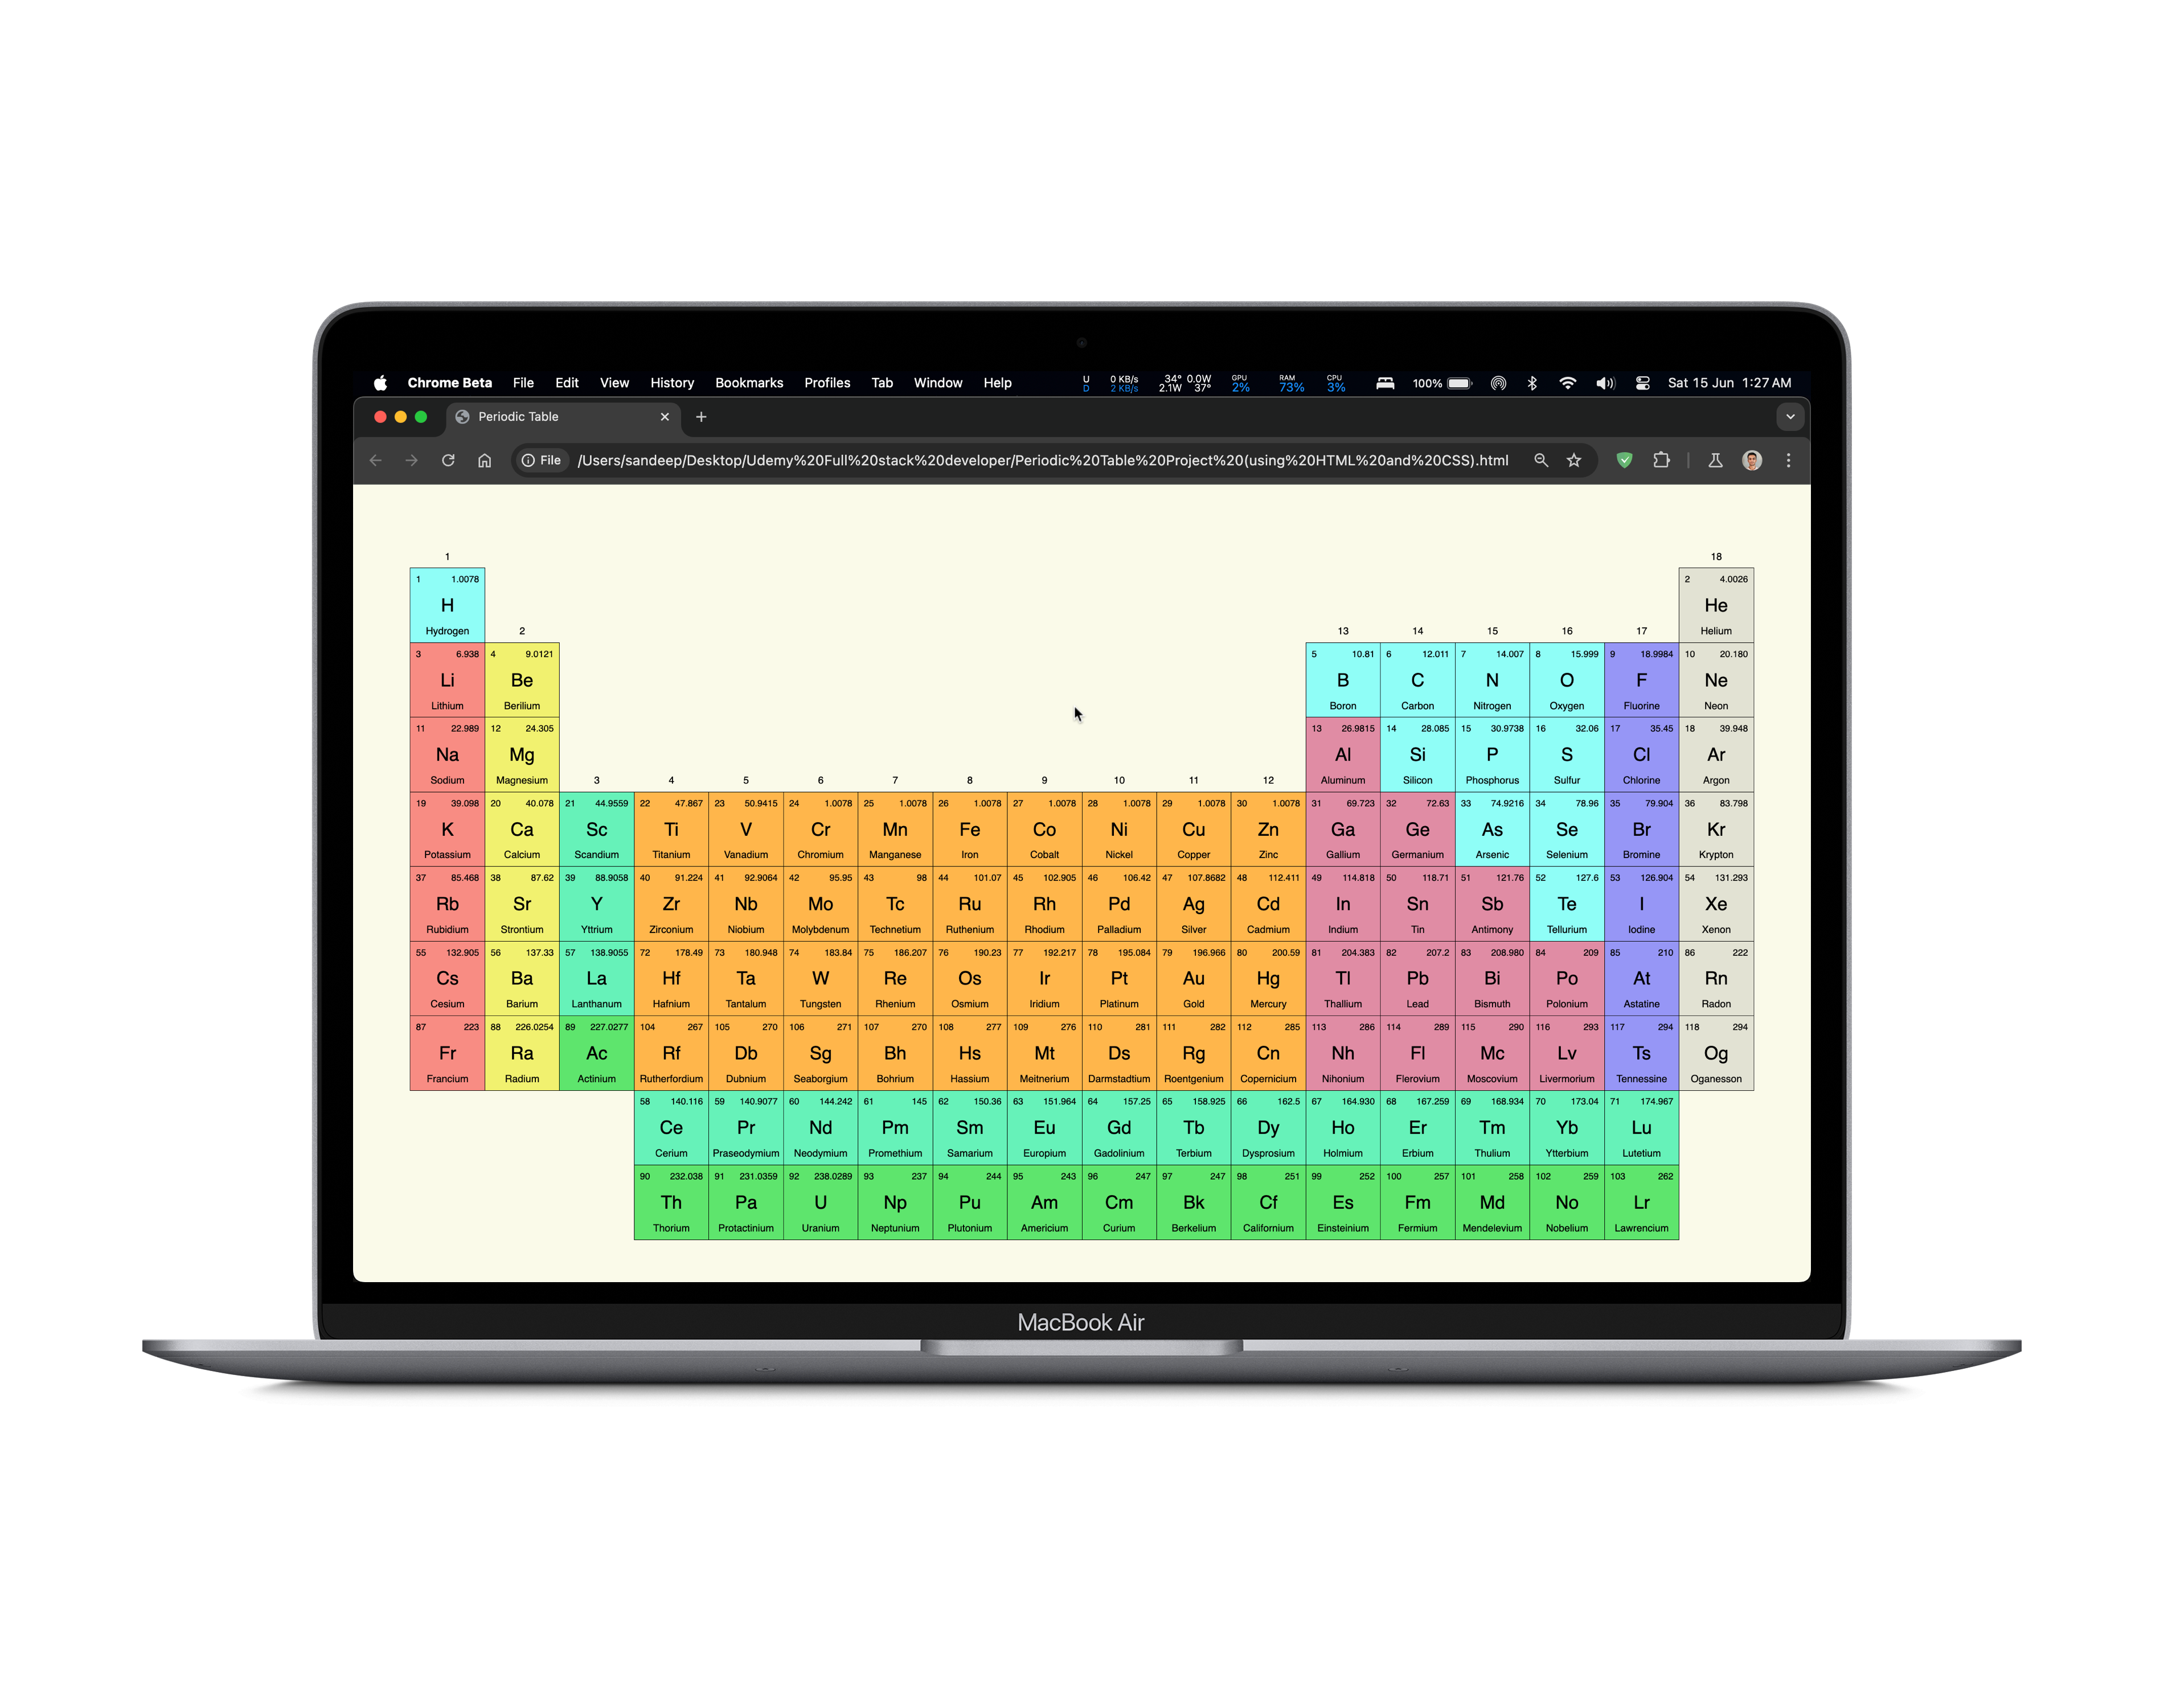 Chrome Beta File Edit View History Bookmarks Profiles Tab Window Help U 0 KB/s 34° 0.0W GPU RAM CPU 100% Sat 15 Jun 1:27 AM
D 2 KB/s 2.1W 37° 2% 73% 3%
Periodic Table
File /Users/sandeep/Desktop/Udemy%20Full%20stack%20developer/Periodic%20Table%20Project%20(using%20HTML%20and%20CSS).html
1 18
1 1.0078 2 4.0026
H He
Hydrogen 2 13 14 15 16 17 Helium
3 6.938 4 9.0121 5 10.81 6 12.011 7 14.007 8 15.999 9 18.9984 10 20.180
Li Be B C N O F Ne
Lithium Berilium Boron Carbon Nitrogen Oxygen Fluorine Neon
11 22.989 12 24.305 13 26.9815 14 28.085 15 30.9738 16 32.06 17 35.45 18 39.948
Na Mg Al Si P S Cl Ar
Sodium Magnesium 3 4 5 6 7 8 9 10 11 12 Aluminum Silicon Phosphorus Sulfur Chlorine Argon
19 39.098 20 40.078 21 44.9559 22 47.867 23 50.9415 24 1.0078 25 1.0078 26 1.0078 27 1.0078 28 1.0078 29 1.0078 30 1.0078 31 69.723 32 72.63 33 74.9216 34 78.96 35 79.904 36 83.798
K Ca Sc Ti V Cr Mn Fe Co Ni Cu Zn Ga Ge As Se Br Kr
Potassium Calcium Scandium Titanium Vanadium Chromium Manganese Iron Cobalt Nickel Copper Zinc Gallium Germanium Arsenic Selenium Bromine Krypton
37 85.468 38 87.62 39 88.9058 40 91.224 41 92.9064 42 95.95 43 98 44 101.07 45 102.905 46 106.42 47 107.8682 48 112.411 49 114.818 50 118.71 51 121.76 52 127.6 53 126.904 54 131.293
Rb Sr Y Zr Nb Mo Tc Ru Rh Pd Ag Cd In Sn Sb Te I Xe
Rubidium Strontium Yttrium Zirconium Niobium Molybdenum Technetium Ruthenium Rhodium Palladium Silver Cadmium Indium Tin Antimony Tellurium Iodine Xenon
55 132.905 56 137.33 57 138.9055 72 178.49 73 180.948 74 183.84 75 186.207 76 190.23 77 192.217 78 195.084 79 196.966 80 200.59 81 204.383 82 207.2 83 208.980 84 209 85 210 86 222
Cs Ba La Hf Ta W Re Os Ir Pt Au Hg Tl Pb Bi Po At Rn
Cesium Barium Lanthanum Hafnium Tantalum Tungsten Rhenium Osmium Iridium Platinum Gold Mercury Thallium Lead Bismuth Polonium Astatine Radon
87 223 88 226.0254 89 227.0277 104 267 105 270 106 271 107 270 108 277 109 276 110 281 111 282 112 285 113 286 114 289 115 290 116 293 117 294 118 294
Fr Ra Ac Rf Db Sg Bh Hs Mt Ds Rg Cn Nh Fl Mc Lv Ts Og
Francium Radium Actinium Rutherfordium Dubnium Seaborgium Bohrium Hassium Meitnerium Darmstadtium Roentgenium Copernicium Nihonium Flerovium Moscovium Livermorium Tennessine Oganesson
58 140.116 59 140.9077 60 144.242 61 145 62 150.36 63 151.964 64 157.25 65 158.925 66 162.5 67 164.930 68 167.259 69 168.934 70 173.04 71 174.967
Ce Pr Nd Pm Sm Eu Gd Tb Dy Ho Er Tm Yb Lu
Cerium Praseodymium Neodymium Promethium Samarium Europium Gadolinium Terbium Dysprosium Holmium Erbium Thulium Ytterbium Lutetium
90 232.038 91 231.0359 92 238.0289 93 237 94 244 95 243 96 247 97 247 98 251 99 252 100 257 101 258 102 259 103 262
Th Pa U Np Pu Am Cm Bk Cf Es Fm Md No Lr
Thorium Protactinium Uranium Neptunium Plutonium Americium Curium Berkelium Californium Einsteinium Fermium Mendelevium Nobelium Lawrencium
MacBook Air